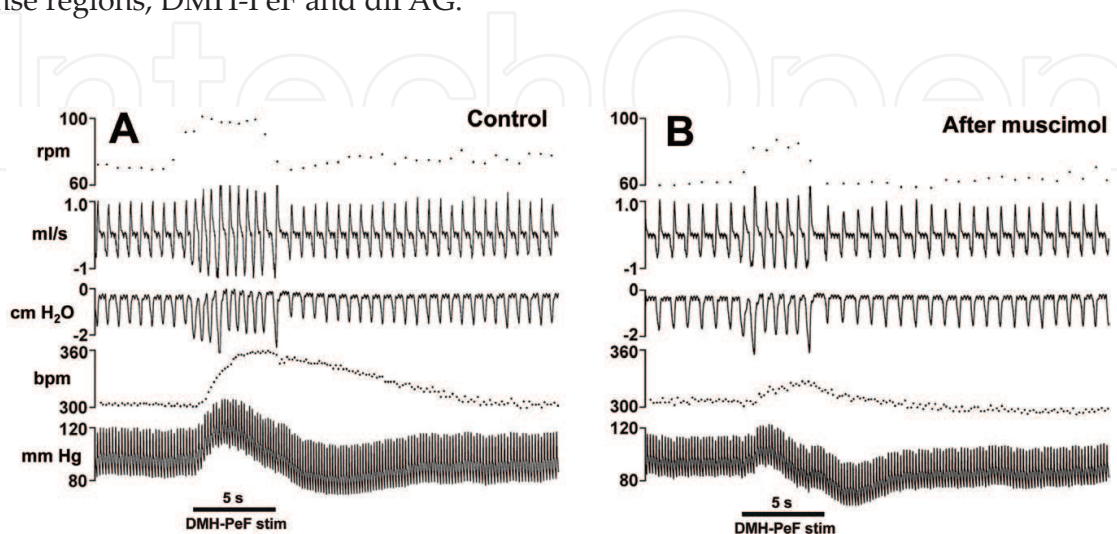 nse regions, DMH-PeF and dlPAG.
IntechOpen
A
Control
B
After muscimol
100
rpm
60
1.0
ml/s
-1
0
cm H₂O
-2
360
bpm
300
120
mm Hg
80
5 s
DMH-PeF stim
100
60
1.0
-1
0
-2
360
300
120
80
5 s
DMH-PeF stim